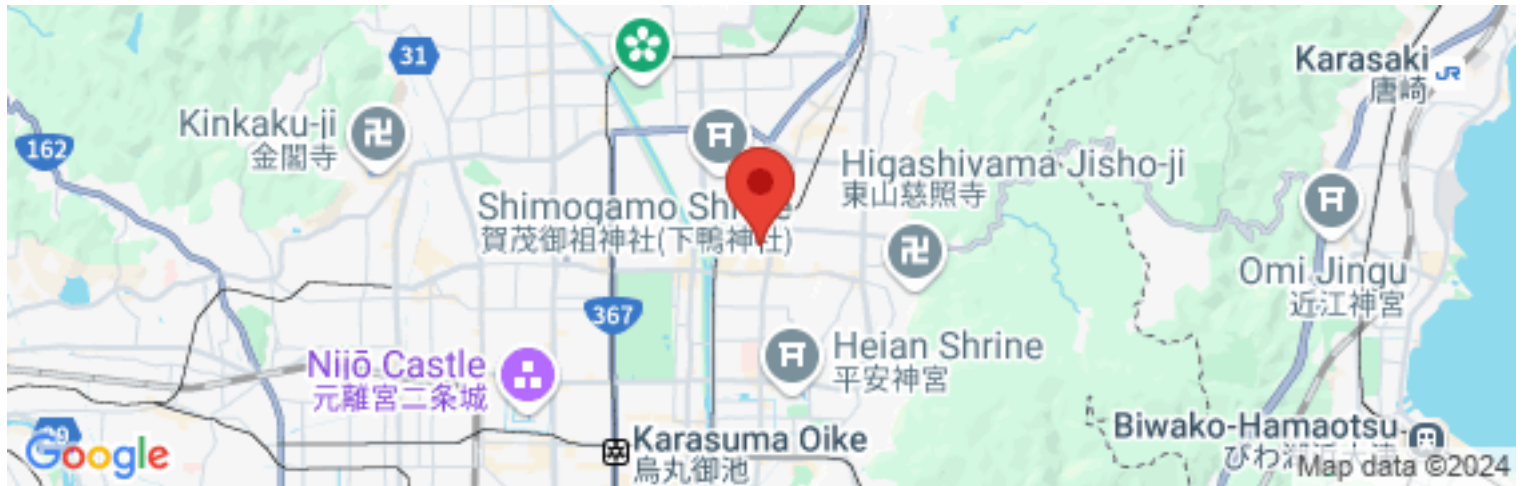 31
Karasaki
唐崎
JR
Kinkaku-ji
金閣寺
162
Higashiyama Jisho-ji
東山慈照寺
Shimogamo Shrine
賀茂御祖神社(下鴨神社)
Omi Jingu
近江神宮
367
Heian Shrine
平安神宮
Nijō Castle
元離宮二条城
Karasuma Oike
烏丸御池
Biwako-Hamaotsu
Google
Map data ©2024